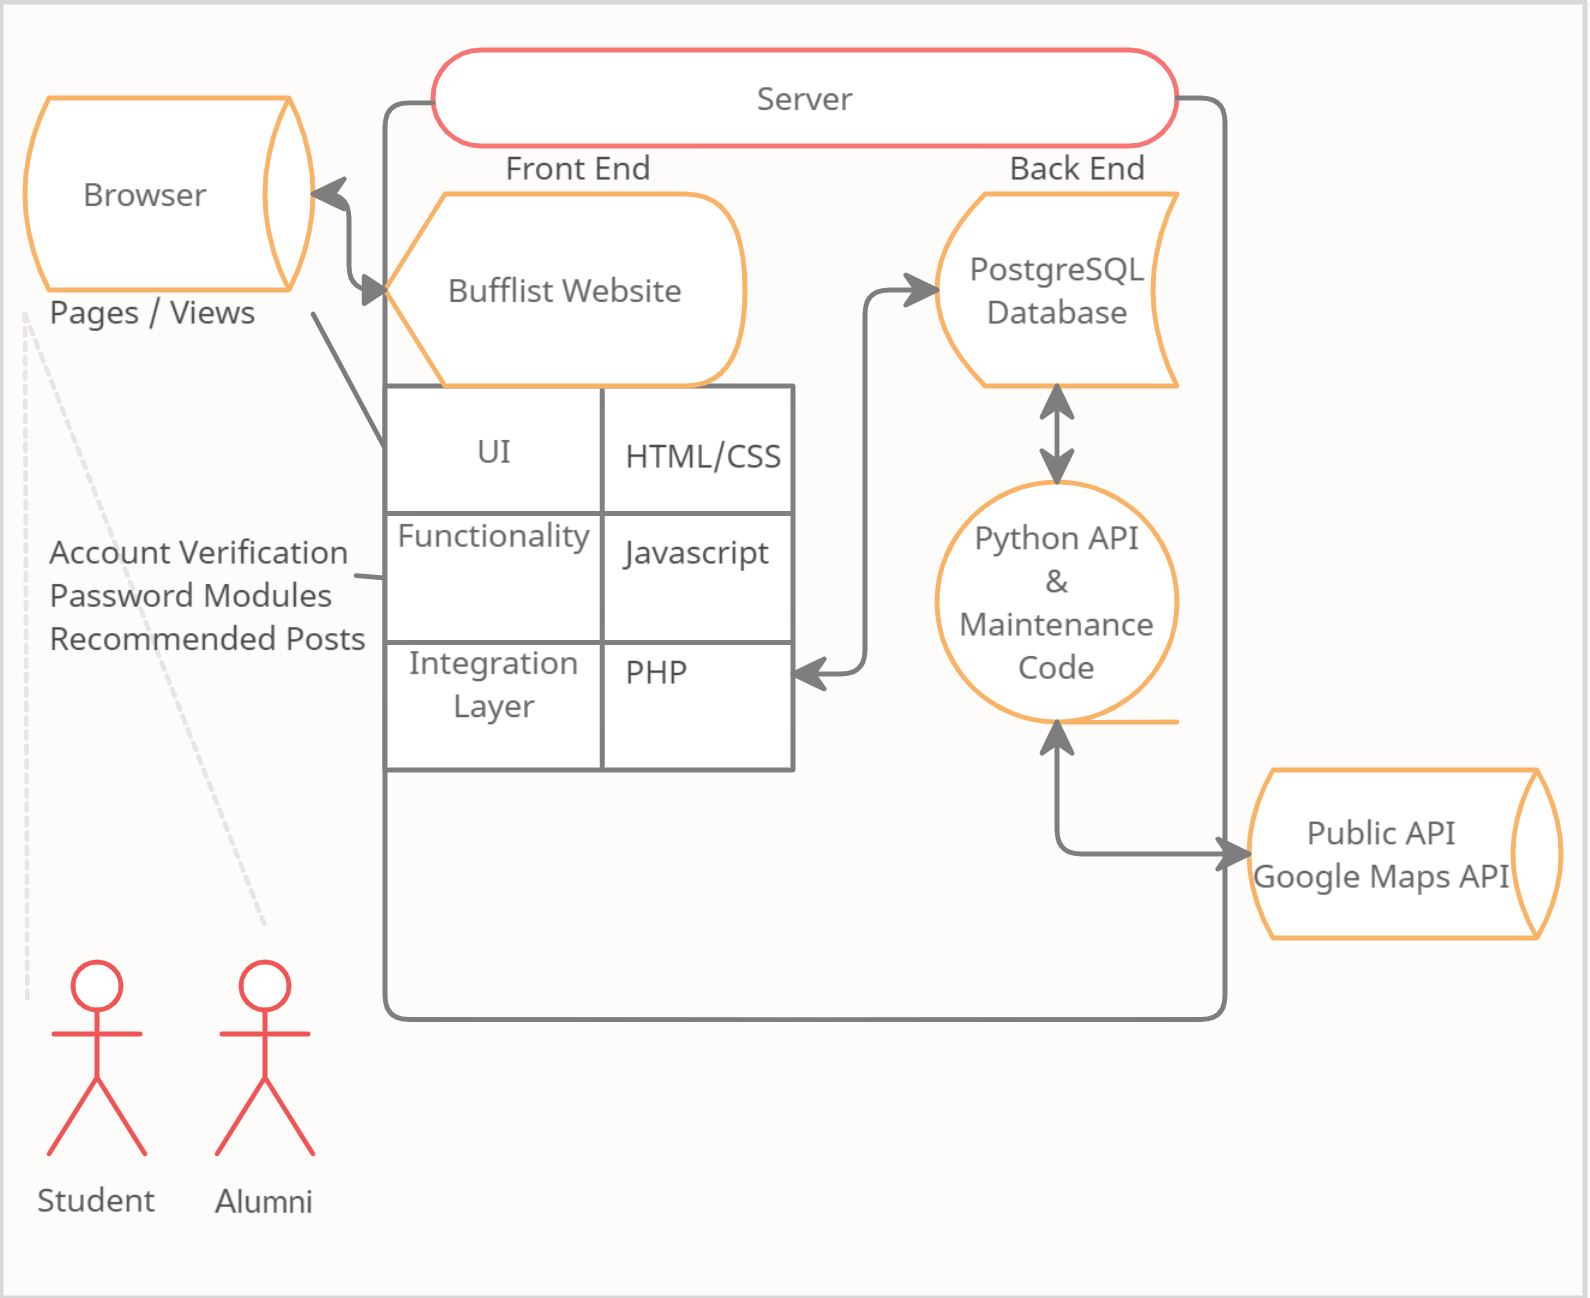 Server
Front End
Back End
Browser
Pages / Views
Bufflist Website
PostgreSQL
Database
UI
HTML/CSS
Functionality
Javascript
Integration
Layer
PHP
Account Verification
Password Modules
Recommended Posts
Python API
&
Maintenance
Code
Public API
Google Maps API
Student
Alumni